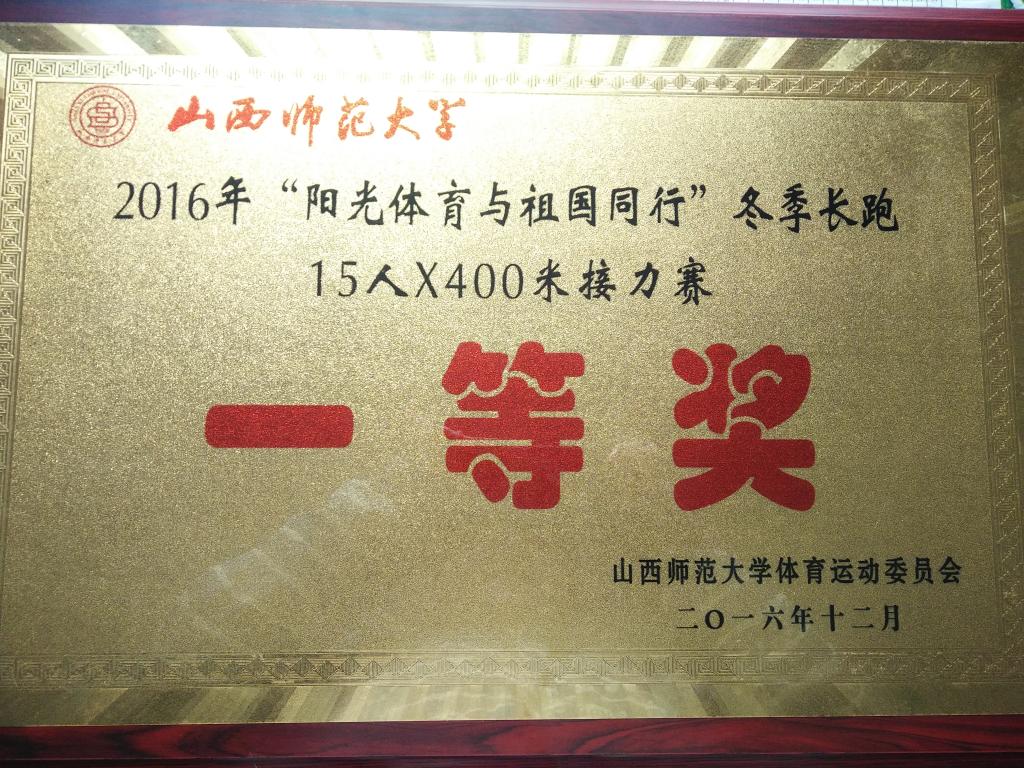 山西师范大学
2016年“阳光体育与祖国同行”冬季长跑
15人X400米接力赛
一等奖
山西师范大学体育运动委员会
二〇一六年十二月